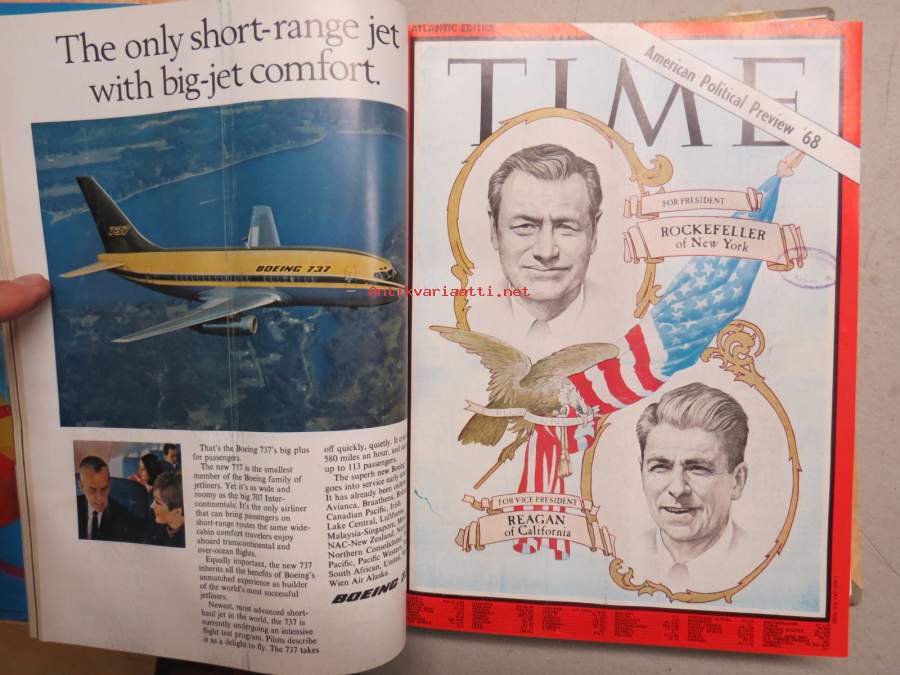 The only short-range jet
with big-jet comfort.
737
BOEING 737
That's the Boeing 737's big plus
for passengers.
The new 737 is the smallest
member of the Boeing family of
jetliners. Yet it's as wide and
roomy as the big 707 Inter-
continentals. It's the only airliner
that can bring passengers on
short-range routes the same wide-
cabin comfort travelers enjoy
aboard transcontinental and
over-ocean flights.
Equally important, the new 737
inherits all the benefits of Boeing's
unmatched experience as builder
of the world's most successful
jetliners.
Newest, most advanced short-
haul jet in the world, the 737 is
currently undergoing an intensive
flight test program. Pilots describe
it as a delight to fly. The 737 takes
off quickly, quietly. It
580 miles an hour, and
up to 113 passengers.
The superb new Boeing
goes into service early
It has already been
Avianca, Braathens,
Canadian Pacific, Irish,
Lake Central, Lufthansa,
Malaysia-Singapore,
NAC-New Zealand,
Northern Consolidated,
Pacific, Pacific Western,
South African, United,
Wien Air Alaska.
BOEING
Antikvariaatti.net
ATLANTIC EDITION
TIME
American Political Preview '68
FOR PRESIDENT
ROCKEFELLER
of New York
FOR VICE PRESIDENT
REAGAN
of California